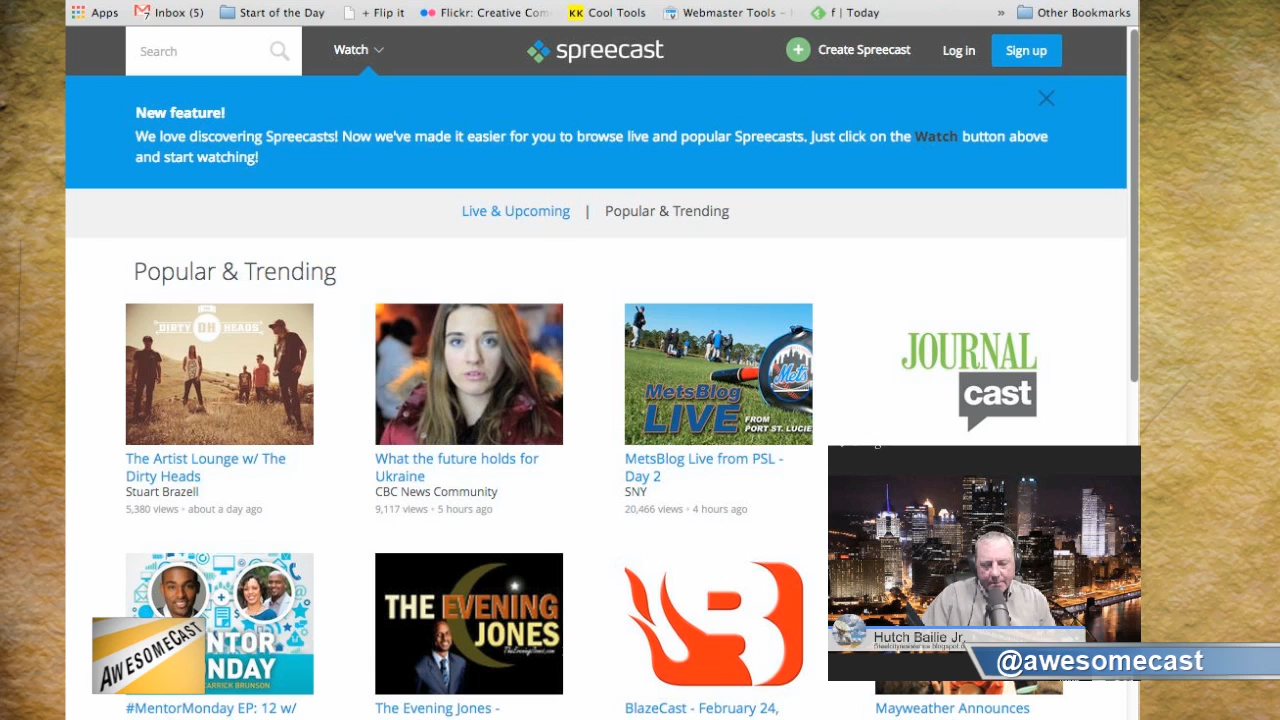 Apps Inbox (5) Start of the Day + Flip it Flickr: Creative Com Cool Tools Webmaster Tools - f | Today » Other Bookmarks
Search Watch spreecast + Create Spreecast Log in Sign up
New feature!
We love discovering Spreecasts! Now we've made it easier for you to browse live and popular Spreecasts. Just click on the Watch button above
and start watching!
Live & Upcoming | Popular & Trending
Popular & Trending
DIRTY DH HEADS
The Artist Lounge w/ The
Dirty Heads
Stuart Brazell
5,380 views • about a day ago
What the future holds for
Ukraine
CBC News Community
9,117 views • 5 hours ago
Mets
MetsBlog
LIVE FROM
PORT ST. LUCIE
MetsBlog Live from PSL -
Day 2
SNY
20,466 views • 4 hours ago
JOURNAL
cast
NTOR
NDAY
CARRICK BRUNSON
AWESOMECAST
#MentorMonday EP: 12 w/
THE EVENING
JONES
TheEveningJones.com
The Evening Jones -
B
BlazeCast - February 24,
Hutch Bailie Jr.
@awesomecast
Mayweather Announces